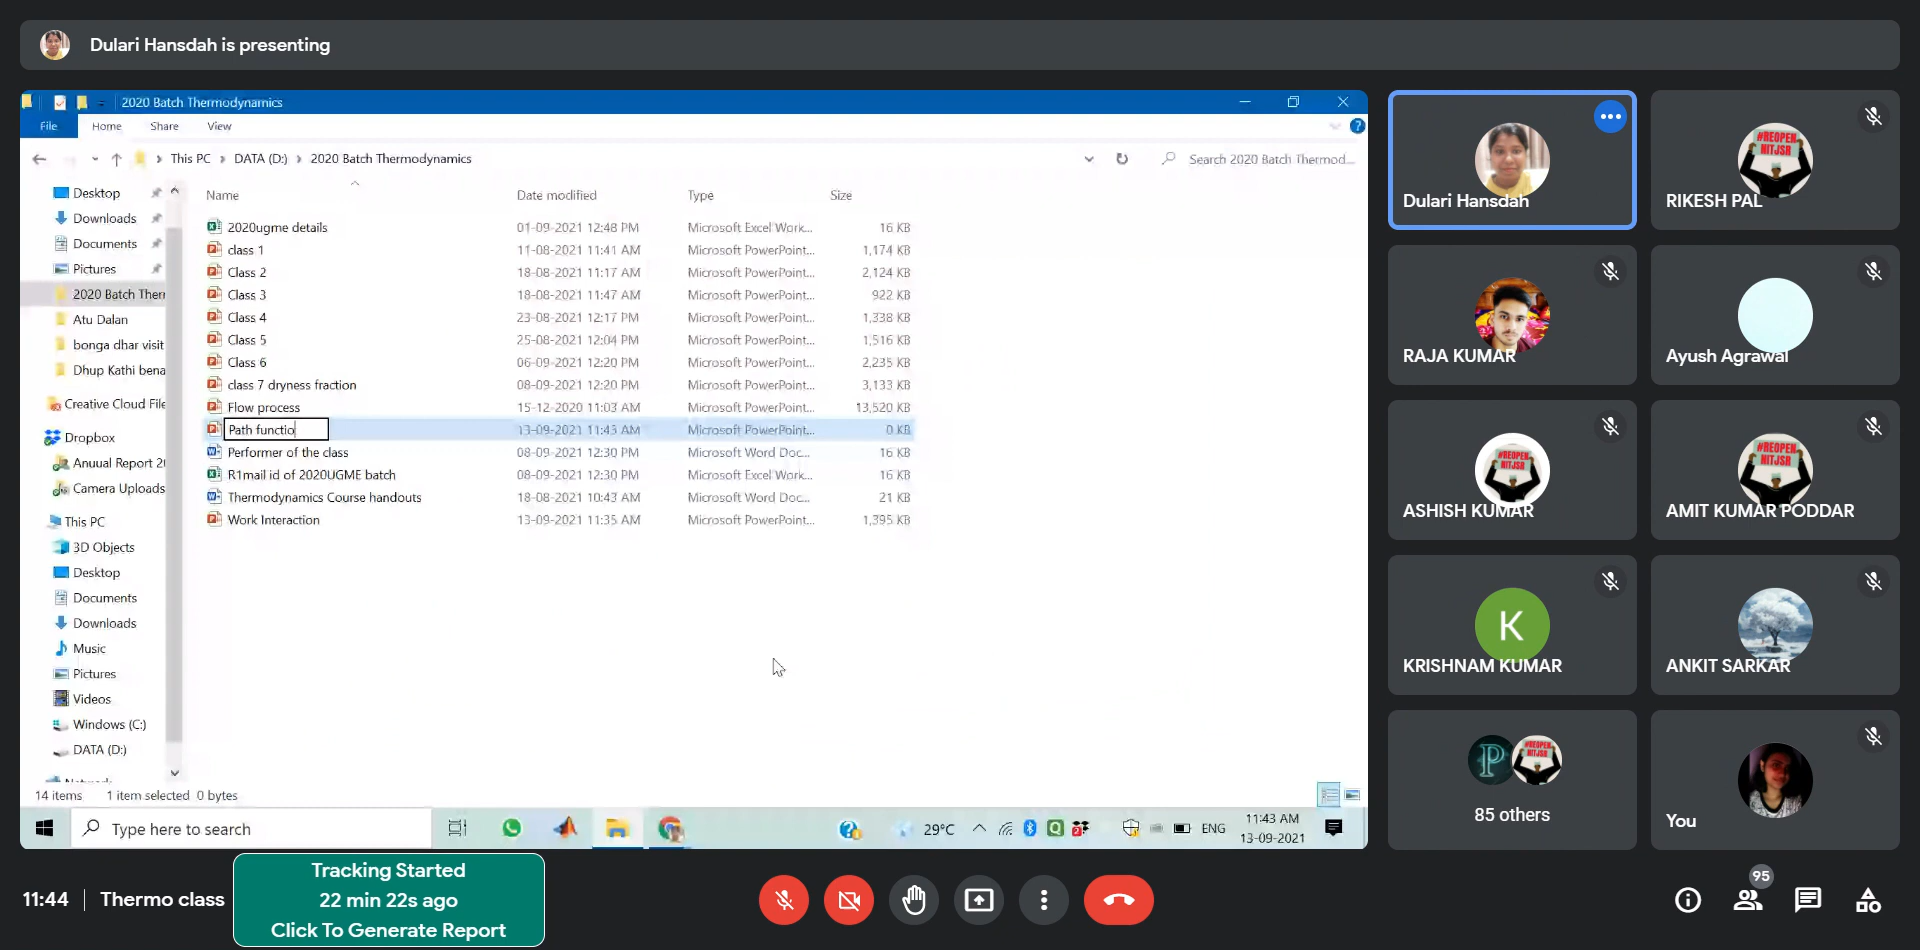 Dulari Hansdah is presenting
2020 Batch Thermodynamics
File Home Share View
This PC > DATA (D:) > 2020 Batch Thermodynamics
Search 2020 Batch Thermod...
Desktop
Downloads
Documents
Pictures
2020 Batch Ther
Atu Dalan
bonga dhar visit
Dhup Kathi bena
Creative Cloud File
Dropbox
Anuual Report 2
Camera Uploads
This PC
3D Objects
Desktop
Documents
Downloads
Music
Pictures
Videos
Windows (C:)
DATA (D:)
Name Date modified Type Size
2020ugme details 01-09-2021 12:48 PM Microsoft Excel Work... 16 KB
class 1 11-08-2021 11:41 AM Microsoft PowerPoint... 1,174 KB
Class 2 18-08-2021 11:17 AM Microsoft PowerPoint... 2,124 KB
Class 3 18-08-2021 11:47 AM Microsoft PowerPoint... 922 KB
Class 4 23-08-2021 12:17 PM Microsoft PowerPoint... 1,338 KB
Class 5 25-08-2021 12:04 PM Microsoft PowerPoint... 1,516 KB
Class 6 06-09-2021 12:20 PM Microsoft PowerPoint... 2,235 KB
class 7 dryness fraction 08-09-2021 12:20 PM Microsoft PowerPoint... 3,133 KB
Flow process 15-12-2020 11:03 AM Microsoft PowerPoint... 13,520 KB
Path functio 13-09-2021 11:43 AM Microsoft PowerPoint... 0 KB
Performer of the class 08-09-2021 12:30 PM Microsoft Word Doc... 16 KB
R1mail id of 2020UGME batch 08-09-2021 12:30 PM Microsoft Excel Work... 16 KB
Thermodynamics Course handouts 18-08-2021 10:43 AM Microsoft Word Doc... 21 KB
Work Interaction 13-09-2021 11:35 AM Microsoft PowerPoint... 1,395 KB
14 items 1 item selected 0 bytes
Type here to search
29°C ENG
11:43 AM
13-09-2021
Dulari Hansdah
#REOPEN
NITJSR
RIKESH PAL
RAJA KUMAR
Ayush Agrawal
#REOPEN
NITJSR
ASHISH KUMAR
#REOPEN
NITJSR
AMIT KUMAR PODDAR
K
KRISHNAM KUMAR
ANKIT SARKAR
P
#REOPEN
NITJSR
85 others
You
11:44 | Thermo class
Tracking Started
22 min 22s ago
Click To Generate Report
95